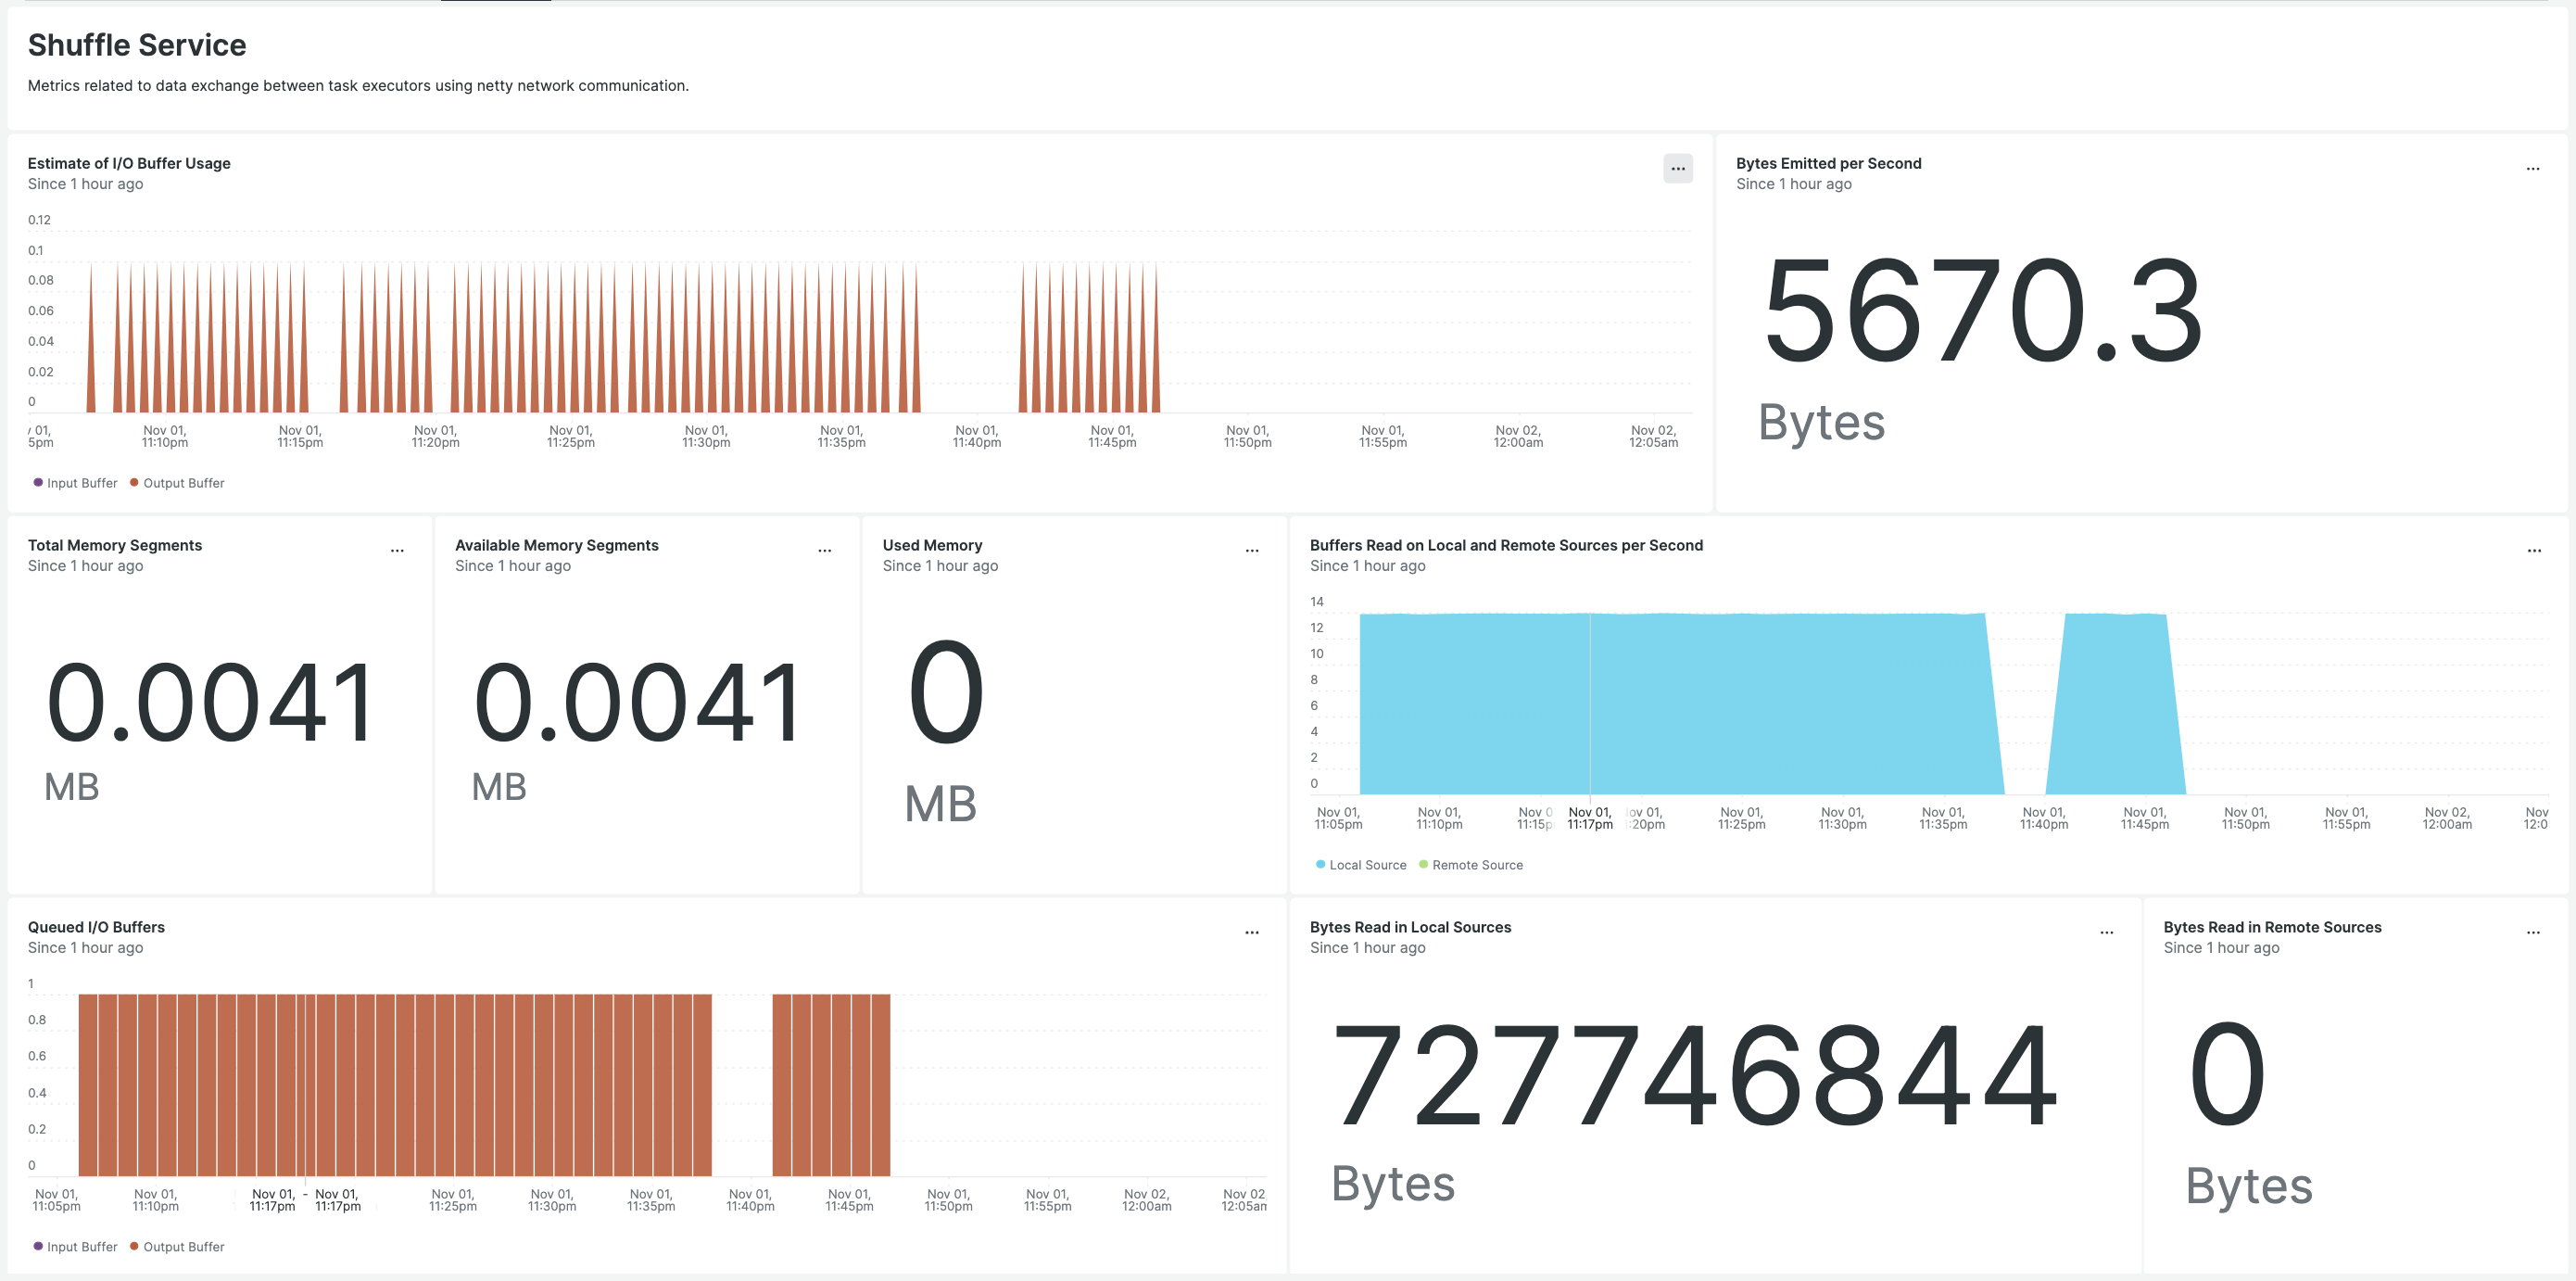 Shuffle Service
Metrics related to data exchange between task executors using netty network communication.
Estimate of I/O Buffer Usage
Since 1 hour ago
0.12
0.1
0.08
0.06
0.04
0.02
0
01, Nov 01, Nov 01, Nov 01, Nov 01, Nov 01, Nov 01, Nov 01, Nov 01, Nov 01, Nov 01, Nov 02, Nov 02,
5pm 11:10pm 11:15pm 11:20pm 11:25pm 11:30pm 11:35pm 11:40pm 11:45pm 11:50pm 11:55pm 12:00am 12:05am
Input Buffer Output Buffer
Bytes Emitted per Second
Since 1 hour ago
5670.3
Bytes
Total Memory Segments
Since 1 hour ago
0.0041
MB
Available Memory Segments
Since 1 hour ago
0.0041
MB
Used Memory
Since 1 hour ago
0
MB
Buffers Read on Local and Remote Sources per Second
Since 1 hour ago
14
12
10
8
6
4
2
0
Nov 01, Nov 01, Nov 0 Nov 01, ov 01, Nov 01, Nov 01, Nov 01, Nov 01, Nov 01, Nov 01, Nov 01, Nov 02, Nov
11:05pm 11:10pm 11:15p 11:17pm :20pm 11:25pm 11:30pm 11:35pm 11:40pm 11:45pm 11:50pm 11:55pm 12:00am 12:0
Local Source Remote Source
Queued I/O Buffers
Since 1 hour ago
1
0.8
0.6
0.4
0.2
0
Nov 01, Nov 01, Nov 01, - Nov 01, Nov 01, Nov 01, Nov 01, Nov 01, Nov 01, Nov 01, Nov 01, Nov 02, Nov 02
11:05pm 11:10pm 11:17pm 11:17pm 11:25pm 11:30pm 11:35pm 11:40pm 11:45pm 11:50pm 11:55pm 12:00am 12:05am
Input Buffer Output Buffer
Bytes Read in Local Sources
Since 1 hour ago
727746844
Bytes
Bytes Read in Remote Sources
Since 1 hour ago
0
Bytes